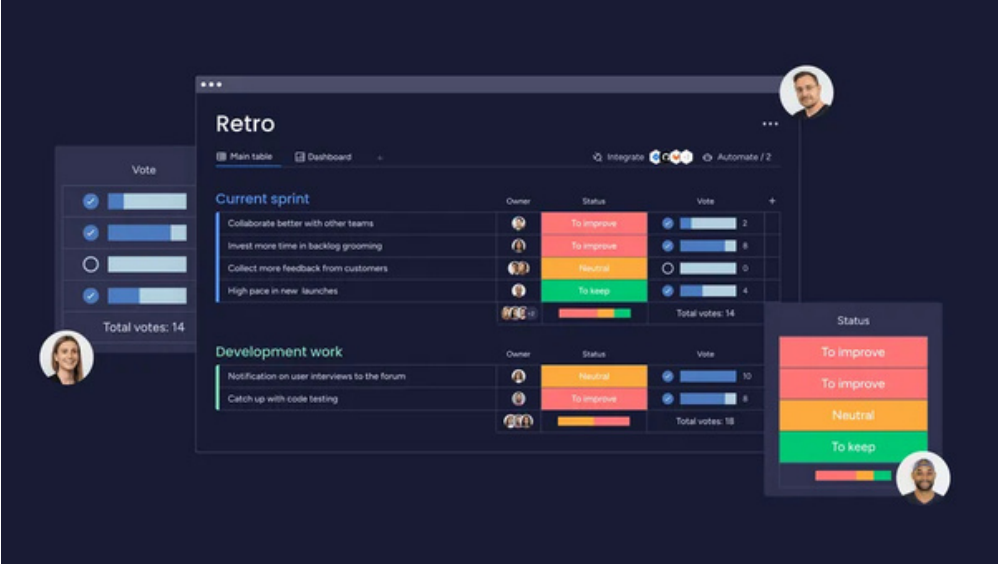 Retro
Main table Dashboard +
Integrate Automate / 2
Current sprint Owner Status Vote +
Collaborate better with other teams To improve 2
Invest more time in backlog grooming To improve 8
Collect more feedback from customers Neutral 0
High pace in new launches To keep 4
Total votes: 14
Development work Owner Status Vote
Notification on user interviews to the forum Neutral 10
Catch up with code testing To improve 8
Total votes: 18
Vote
Total votes: 14
Status
To improve
To improve
Neutral
To keep